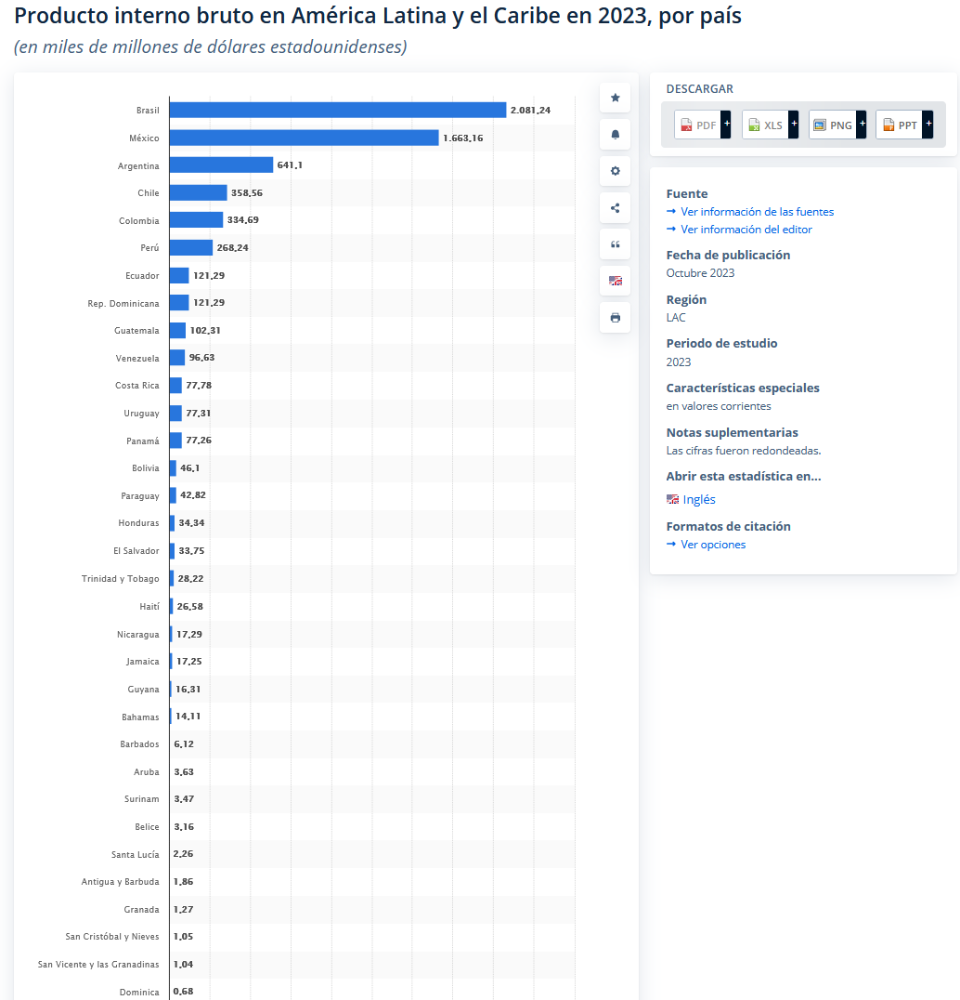 Producto interno bruto en América Latina y el Caribe en 2023, por país
(en miles de millones de dólares estadounidenses)
Brasil 2.081,24
México 1.663,16
Argentina 641,1
Chile 358,56
Colombia 334,69
Perú 268,24
Ecuador 121,29
Rep. Dominicana 121,29
Guatemala 102,31
Venezuela 96,63
Costa Rica 77,78
Uruguay 77,31
Panamá 77,26
Bolivia 46,1
Paraguay 42,82
Honduras 34,34
El Salvador 33,75
Trinidad y Tobago 28,22
Haití 26,58
Nicaragua 17,29
Jamaica 17,25
Guyana 16,31
Bahamas 14,11
Barbados 6,12
Aruba 3,63
Surinam 3,47
Belice 3,16
Santa Lucía 2,26
Antigua y Barbuda 1,86
Granada 1,27
San Cristóbal y Nieves 1,05
San Vicente y las Granadinas 1,04
Dominica 0,68
DESCARGAR
PDF + XLS + PNG + PPT +
Fuente
→ Ver información de las fuentes
→ Ver información del editor
Fecha de publicación
Octubre 2023
Región
LAC
Periodo de estudio
2023
Características especiales
en valores corrientes
Notas suplementarias
Las cifras fueron redondeadas.
Abrir esta estadística en...
Inglés
Formatos de citación
→ Ver opciones